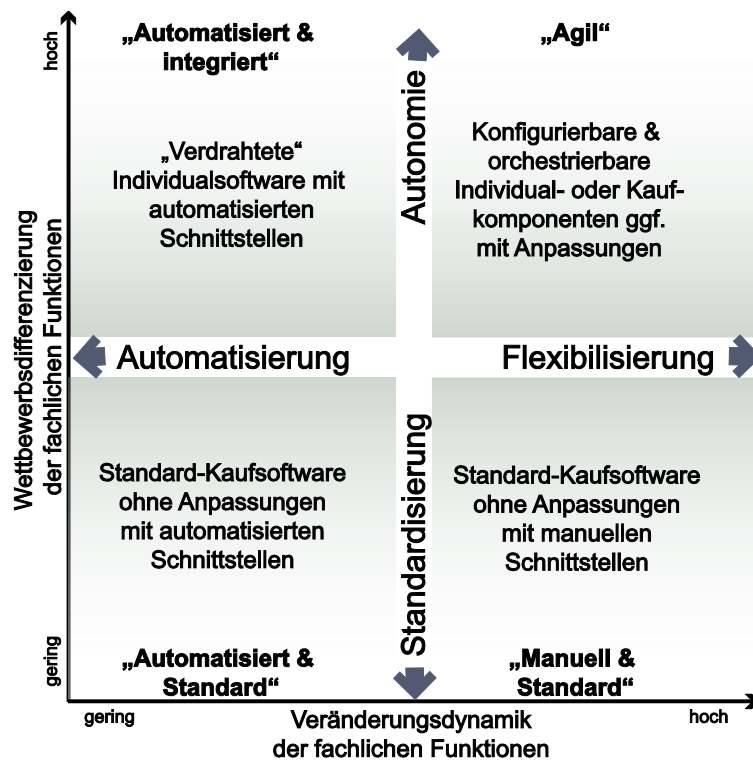 „Automatisiert &
integriert“
„Agil“
hoch
„Verdrahtete“
Individualsoftware mit
automatisierten
Schnittstellen
Autonomie
Konfigurierbare &
orchestrierbare
Individual- oder Kauf-
komponenten ggf.
mit Anpassungen
Wettbewerbsdifferenzierung
der fachlichen Funktionen
Automatisierung
Flexibilisierung
Standard-Kaufsoftware
ohne Anpassungen
mit automatisierten
Schnittstellen
Standardisierung
Standard-Kaufsoftware
ohne Anpassungen
mit manuellen
Schnittstellen
gering
„Automatisiert &
Standard“
„Manuell &
Standard“
gering
Veränderungsdynamik
der fachlichen Funktionen
hoch